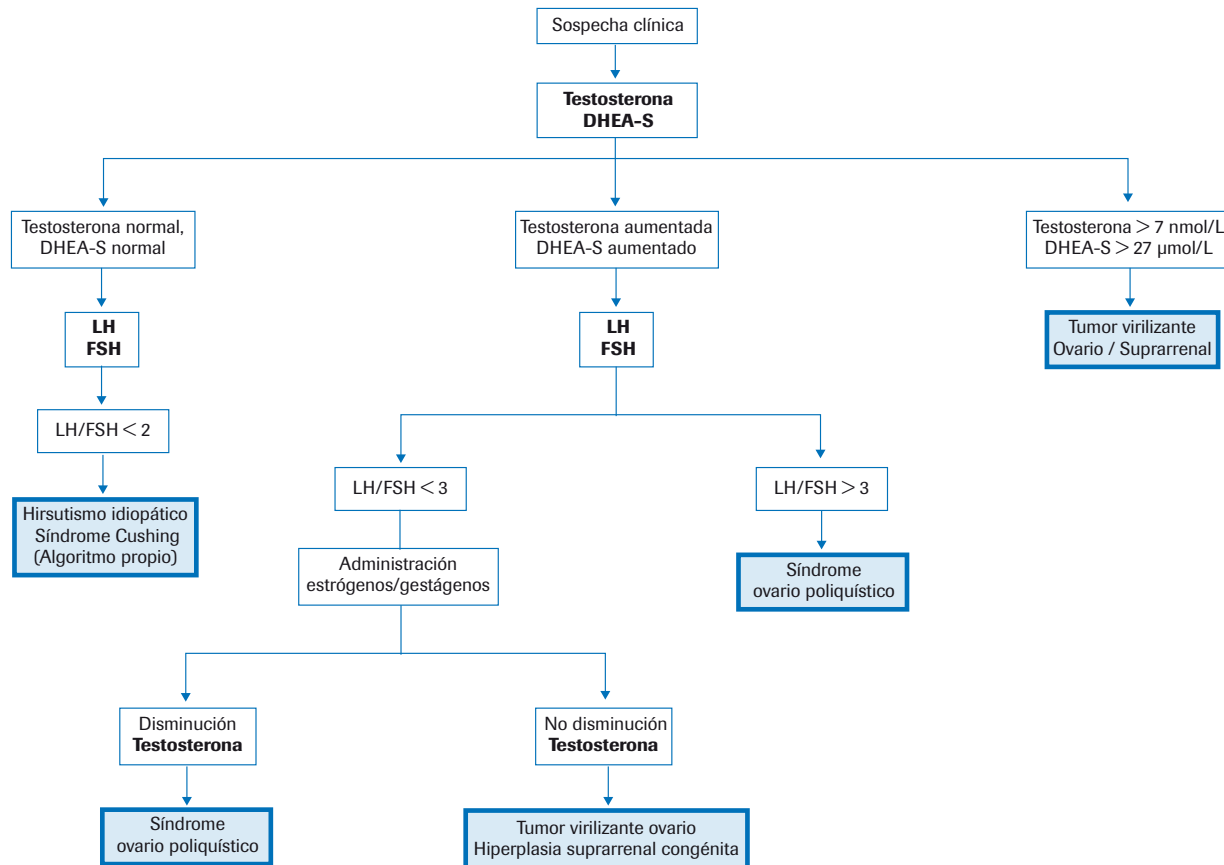 Sospecha clínica
Testosterona
DHEA-S
Testosterona normal,
DHEA-S normal
Testosterona aumentada
DHEA-S aumentado
Testosterona > 7 nmol/L
DHEA-S > 27 µmol/L
LH
FSH
LH
FSH
Tumor virilizante
Ovario / Suprarrenal
LH/FSH < 2
LH/FSH < 3
LH/FSH > 3
Hirsutismo idiopático
Síndrome Cushing
(Algoritmo propio)
Administración
estrógenos/gestágenos
Síndrome
ovario poliquístico
Disminución
Testosterona
No disminución
Testosterona
Síndrome
ovario poliquístico
Tumor virilizante ovario
Hiperplasia suprarrenal congénita